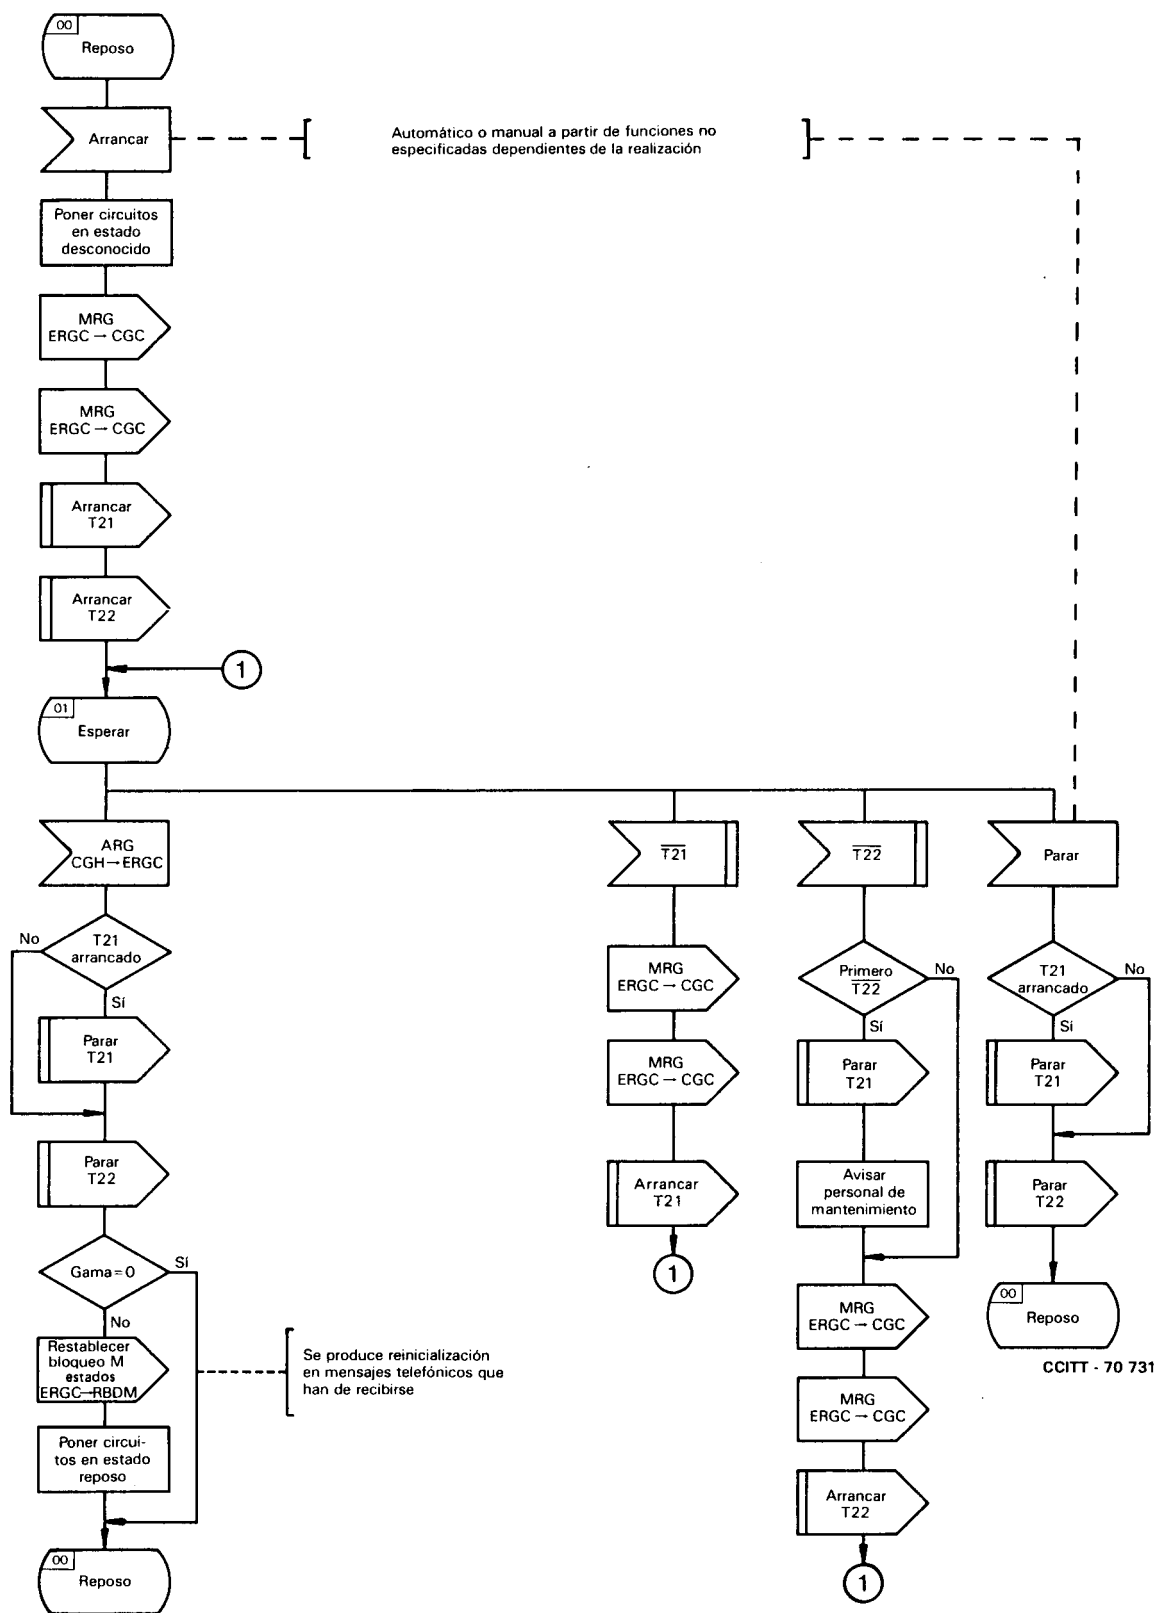 00
Reposo
Arrancar
Automático o manual a partir de funciones no
especificadas dependientes de la realización
Poner circuitos
en estado
desconocido
MRG
ERGC → CGC
MRG
ERGC → CGC
Arrancar
T21
Arrancar
T22
1
01
Esperar
ARG
CGH → ERGC
No
T21
arrancado
Sí
Parar
T21
Parar
T22
Gama = 0
Sí
No
Restablecer
bloqueo M
estados
ERGC→RBDM
Se produce reinicialización
en mensajes telefónicos que
han de recibirse
Poner circui-
tos en estado
reposo
00
Reposo
T21
MRG
ERGC → CGC
MRG
ERGC → CGC
Arrancar
T21
1
T22
Primero
T22
No
Sí
Parar
T21
Avisar
personal de
mantenimiento
MRG
ERGC → CGC
MRG
ERGC → CGC
Arrancar
T22
1
Parar
T21
arrancado
No
Sí
Parar
T21
Parar
T22
00
Reposo
CCITT - 70 731